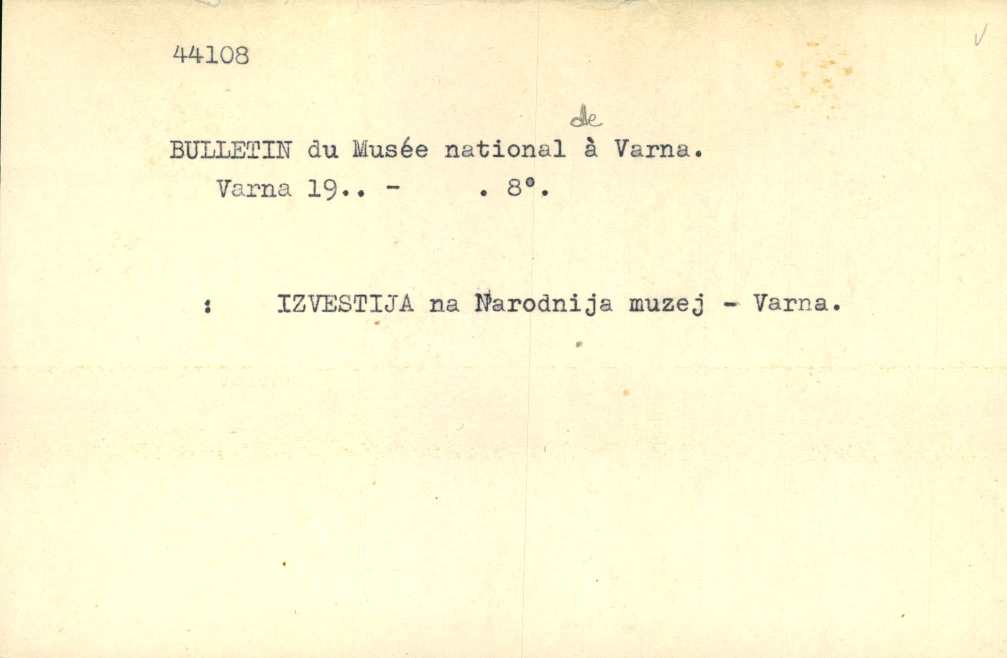 44108
de
BULLETIN du Musée national à Varna.
Varna 19.. - . 8°.
: IZVESTIJA na Narodnija muzej - Varna.